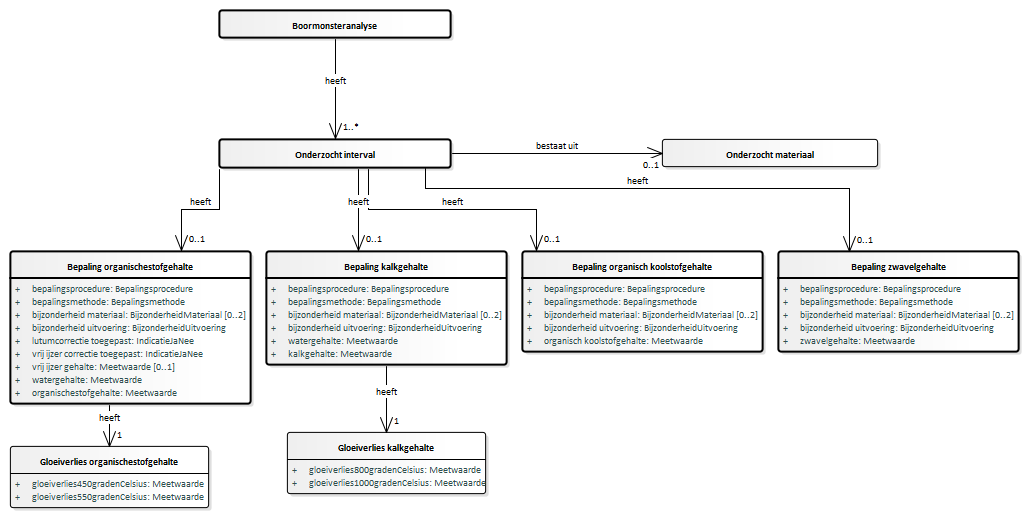 Boormonsteranalyse
heeft
1..*
Onderzocht interval
bestaat uit
0..1
Onderzocht materiaal
heeft
heeft
heeft
heeft
0..1
0..1
0..1
0..1
Bepaling organischestofgehalte
+ bepalingsprocedure: Bepalingsprocedure
+ bepalingsmethode: Bepalingsmethode
+ bijzonderheid materiaal: BijzonderheidMateriaal [0..2]
+ bijzonderheid uitvoering: BijzonderheidUitvoering
+ lutumcorrectie toegepast: IndicatieJaNee
+ vrij ijzer correctie toegepast: IndicatieJaNee
+ vrij ijzer gehalte: Meetwaarde [0..1]
+ watergehalte: Meetwaarde
+ organischestofgehalte: Meetwaarde
Bepaling kalkgehalte
+ bepalingsprocedure: Bepalingsprocedure
+ bepalingsmethode: Bepalingsmethode
+ bijzonderheid materiaal: BijzonderheidMateriaal [0..2]
+ bijzonderheid uitvoering: BijzonderheidUitvoering
+ watergehalte: Meetwaarde
+ kalkgehalte: Meetwaarde
Bepaling organisch koolstofgehalte
+ bepalingsprocedure: Bepalingsprocedure
+ bepalingsmethode: Bepalingsmethode
+ bijzonderheid materiaal: BijzonderheidMateriaal [0..2]
+ bijzonderheid uitvoering: BijzonderheidUitvoering
+ organisch koolstofgehalte: Meetwaarde
Bepaling zwavelgehalte
+ bepalingsprocedure: Bepalingsprocedure
+ bepalingsmethode: Bepalingsmethode
+ bijzonderheid materiaal: BijzonderheidMateriaal [0..2]
+ bijzonderheid uitvoering: BijzonderheidUitvoering
+ zwavelgehalte: Meetwaarde
heeft
1
Gloeiverlies organischestofgehalte
+ gloeiverlies450gradenCelsius: Meetwaarde
+ gloeiverlies550gradenCelsius: Meetwaarde
heeft
1
Gloeiverlies kalkgehalte
+ gloeiverlies800gradenCelsius: Meetwaarde
+ gloeiverlies1000gradenCelsius: Meetwaarde